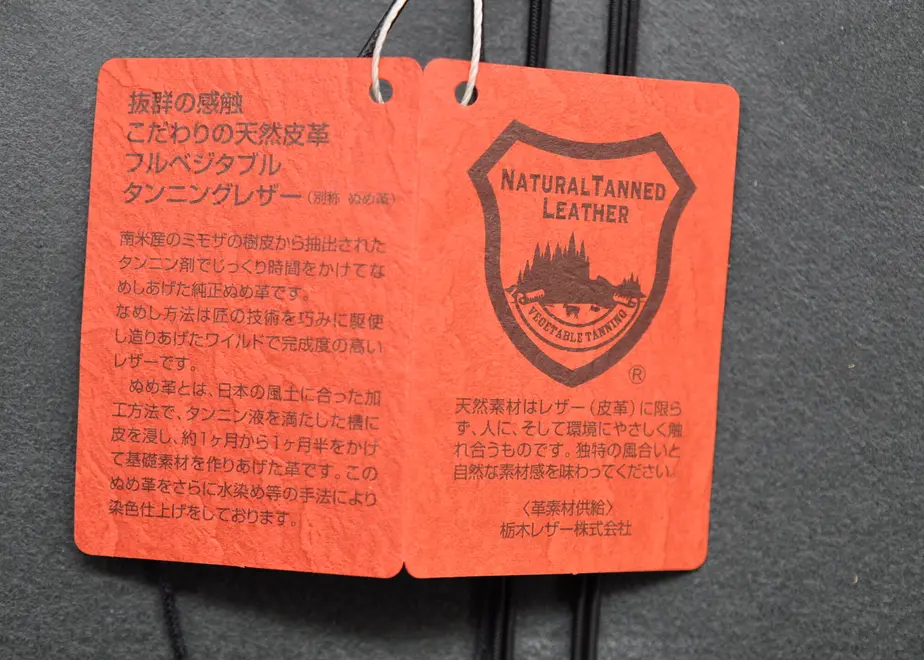 抜群の感触
こだわりの天然皮革
フルベジタブル
タンニングレザー（別称 ぬめ革）
南米産のミモザの樹皮から抽出された
タンニン剤でじっくり時間をかけてな
めしあげた純正ぬめ革です。
なめし方法は匠の技術を巧みに駆使
し造りあげたワイルドで完成度の高い
レザーです。
ぬめ革とは、日本の風土に合った加
工方法で、タンニン液を満たした槽に
皮を浸し、約1ヶ月から1ヶ月半をかけ
て基礎素材を作りあげた革です。この
ぬめ革をさらに水染め等の手法により
染色仕上げをしております。
NATURAL TANNED
LEATHER
VEGETABLE TANNING
®
天然素材はレザー（皮革）に限ら
ず、人に、そして環境にやさしく触
れ合うものです。独特の風合いと
自然な素材感を味わってください。
〈革素材供給〉
栃木レザー株式会社